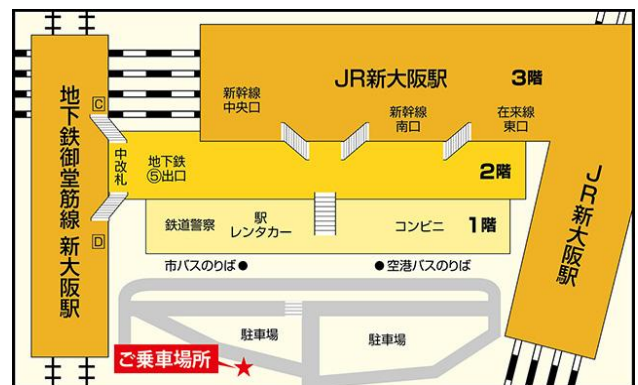 JR新大阪駅
3階
新幹線
中央口
新幹線
南口
在来線
東口
地下鉄御堂筋線 新大阪駅
C
中改札
地下鉄
⑤出口
2階
JR新大阪駅
D
鉄道警察
駅
レンタカー
コンビニ
1階
市バスのりば●
●空港バスのりば
駐車場
駐車場
ご乗車場所